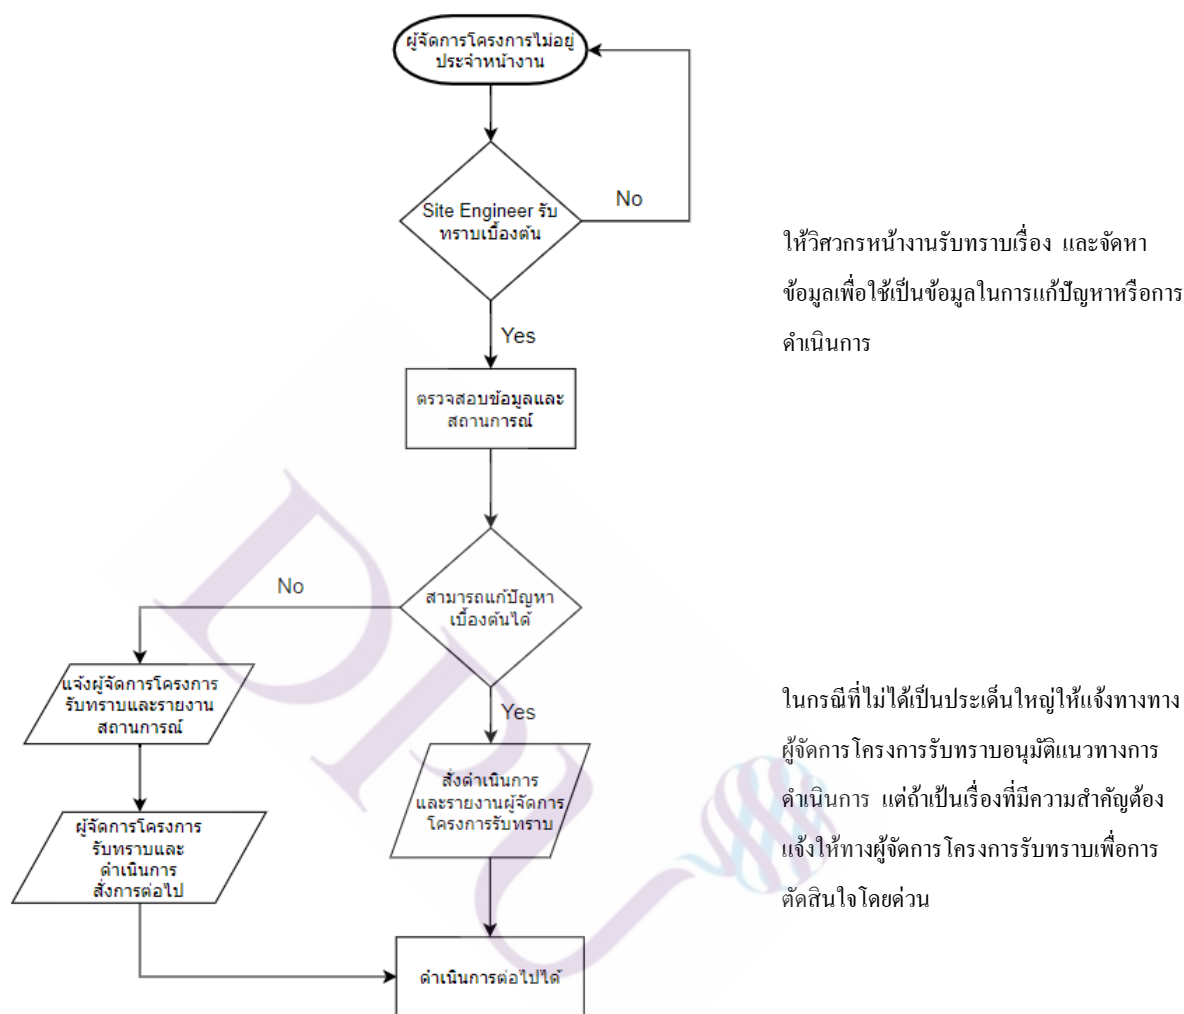 ผู้จัดการโครงการไม่อยู่
ประจำหน้างาน
No
Site Engineer รับ
ทราบเบื้องต้น
ให้วิศวกรหน้างานรับทราบเรื่อง และจัดหา
ข้อมูลเพื่อใช้เป็นข้อมูลในการแก้ปัญหาหรือการ
ดำเนินการ
Yes
ตรวจสอบข้อมูลและ
สถานการณ์
No
สามารถแก้ปัญหา
เบื้องต้นได้
แจ้งผู้จัดการโครงการ
รับทราบและรายงาน
สถานการณ์
Yes
สั่งดำเนินการ
และรายงานผู้จัดการ
โครงการรับทราบ
ในกรณีที่ไม่ได้เป็นประเด็นใหญ่ให้แจ้งทางทาง
ผู้จัดการโครงการรับทราบอนุมัติแนวทางการ
ดำเนินการ แต่ถ้าเป็นเรื่องที่มีความสำคัญต้อง
แจ้งให้ทางผู้จัดการโครงการรับทราบเพื่อการ
ตัดสินใจโดยด่วน
ผู้จัดการโครงการ
รับทราบและ
ดำเนินการ
สั่งการต่อไป
ดำเนินการต่อไปได้
DPU